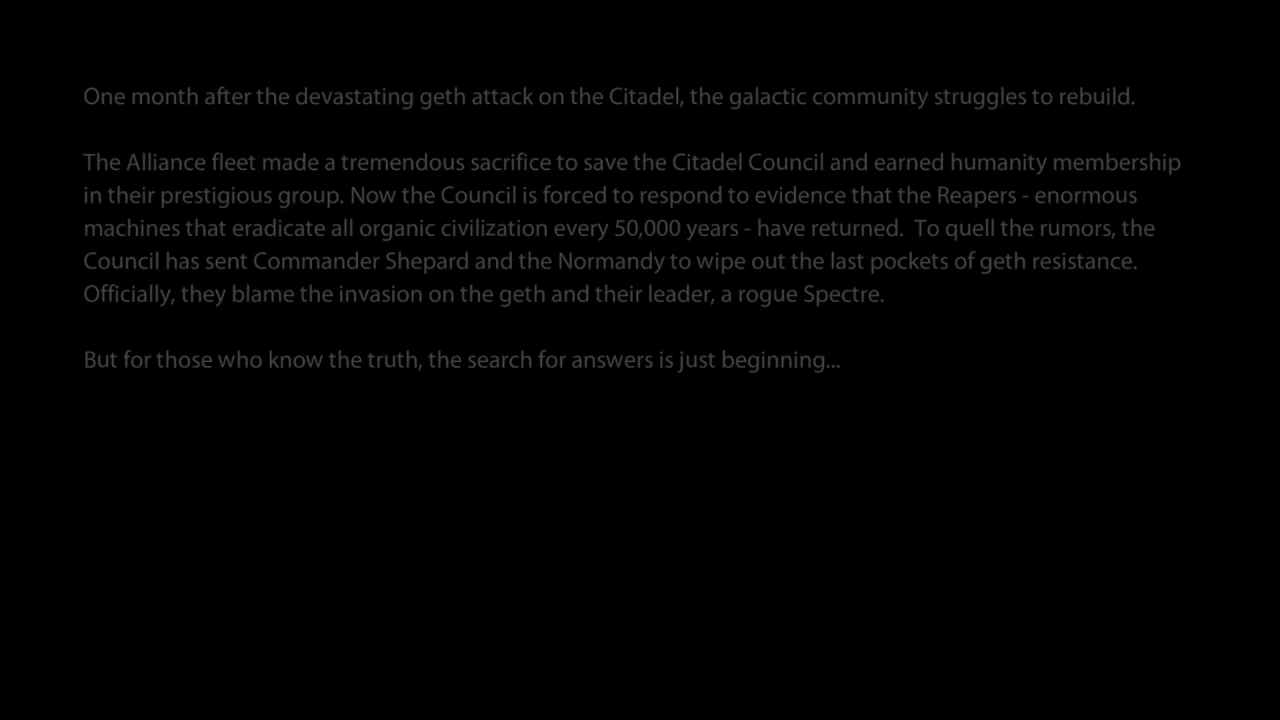 One month after the devastating geth attack on the Citadel, the galactic community struggles to rebuild.
The Alliance fleet made a tremendous sacrifice to save the Citadel Council and earned humanity membership
in their prestigious group. Now the Council is forced to respond to evidence that the Reapers - enormous
machines that eradicate all organic civilization every 50,000 years - have returned.  To quell the rumors, the
Council has sent Commander Shepard and the Normandy to wipe out the last pockets of geth resistance.
Officially, they blame the invasion on the geth and their leader, a rogue Spectre.
But for those who know the truth, the search for answers is just beginning...